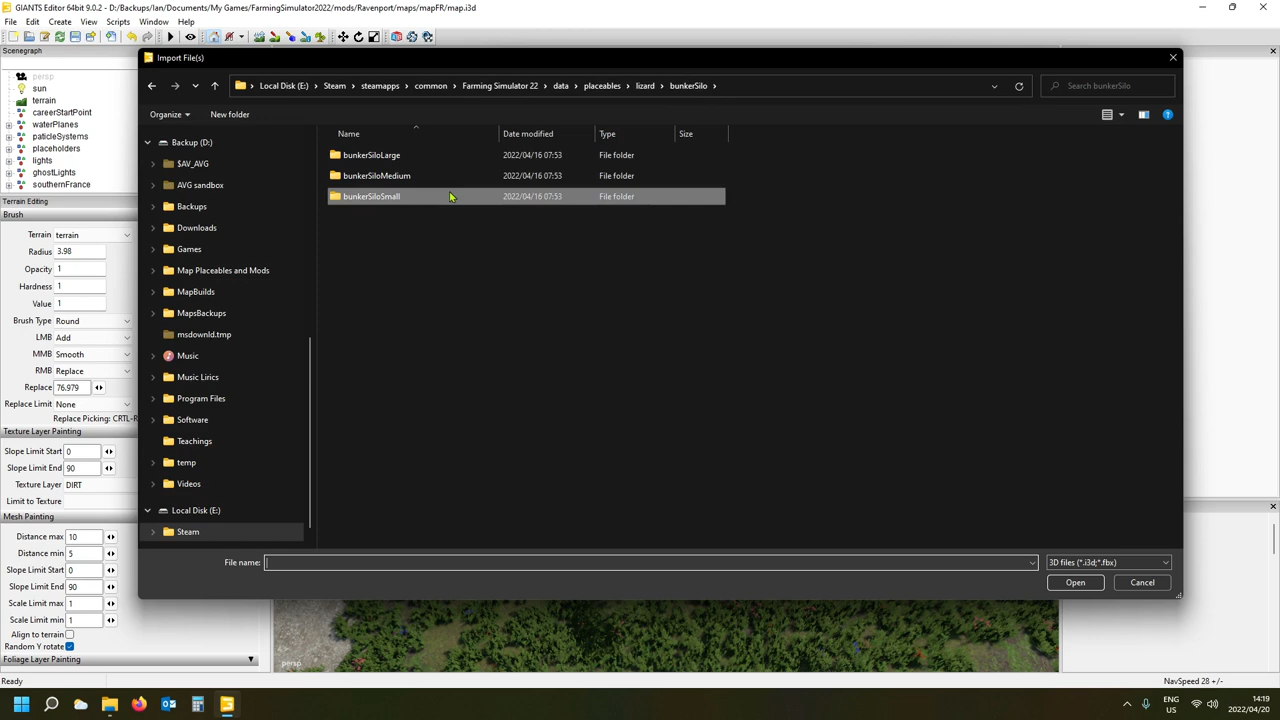 GIANTS Editor 64bit 9.0.2 - D:/Backups/Ian/Documents/My Games/FarmingSimulator2022/mods/Ravenport/maps/mapFR/map.i3d
File Edit Create View Scripts Window Help
Scenegraph
persp
sun
terrain
careerStartPoint
waterPlanes
paticleSystems
placeholders
lights
ghostLights
southernFrance
Terrain Editing
Brush
Terrain terrain
Radius 3.98
Opacity 1
Hardness 1
Value 1
Brush Type Round
LMB Add
MMB Smooth
RMB Replace
Replace 76.979
Replace Limit None
Replace Picking: CRTL-R
Texture Layer Painting
Slope Limit Start 0
Slope Limit End 90
Texture Layer DIRT
Limit to Texture
Mesh Painting
Distance max 10
Distance min 5
Slope Limit Start 0
Slope Limit End 90
Scale Limit max 1
Scale Limit min 1
Align to terrain
Random Y rotate
Foliage Layer Painting
Import File(s)
Local Disk (E:) > Steam > steamapps > common > Farming Simulator 22 > data > placeables > lizard > bunkerSilo >
Search bunkerSilo
Organize New folder
Backup (D:)
$AV_AVG
AVG sandbox
Backups
Downloads
Games
Map Placeables and Mods
MapBuilds
MapsBackups
msdownld.tmp
Music
Music Lirics
Program Files
Software
Teachings
temp
Videos
Local Disk (E:)
Steam
Name Date modified Type Size
bunkerSiloLarge 2022/04/16 07:53 File folder
bunkerSiloMedium 2022/04/16 07:53 File folder
bunkerSiloSmall 2022/04/16 07:53 File folder
File name: 3D files (*.i3d;*.fbx)
Open Cancel
persp
Ready NavSpeed 28 +/-
ENG
US
14:19
2022/04/20